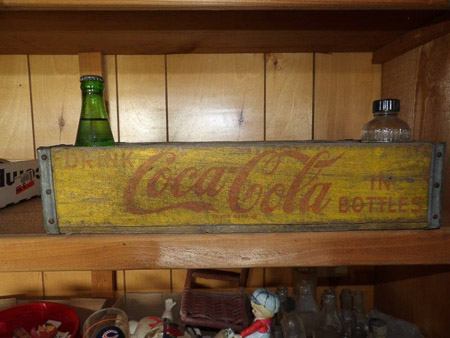 DRINK
Coca-Cola
IN
BOTTLES